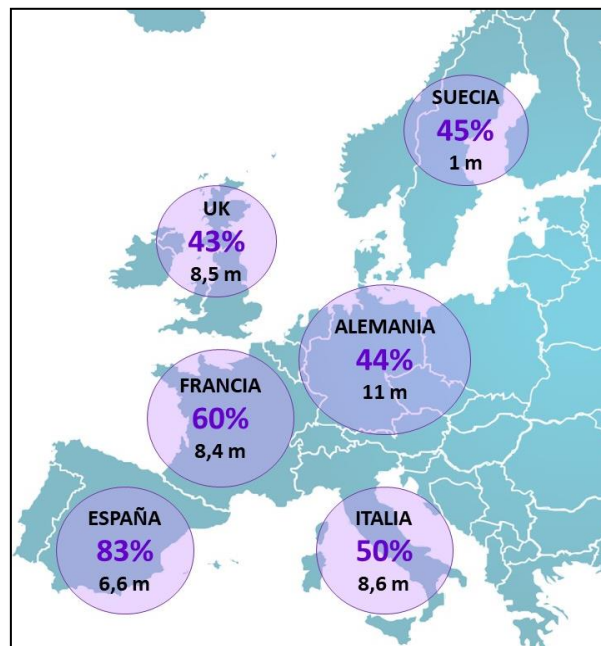 SUECIA
45%
1 m
UK
43%
8,5 m
ALEMANIA
44%
11 m
FRANCIA
60%
8,4 m
ESPAÑA
83%
6,6 m
ITALIA
50%
8,6 m